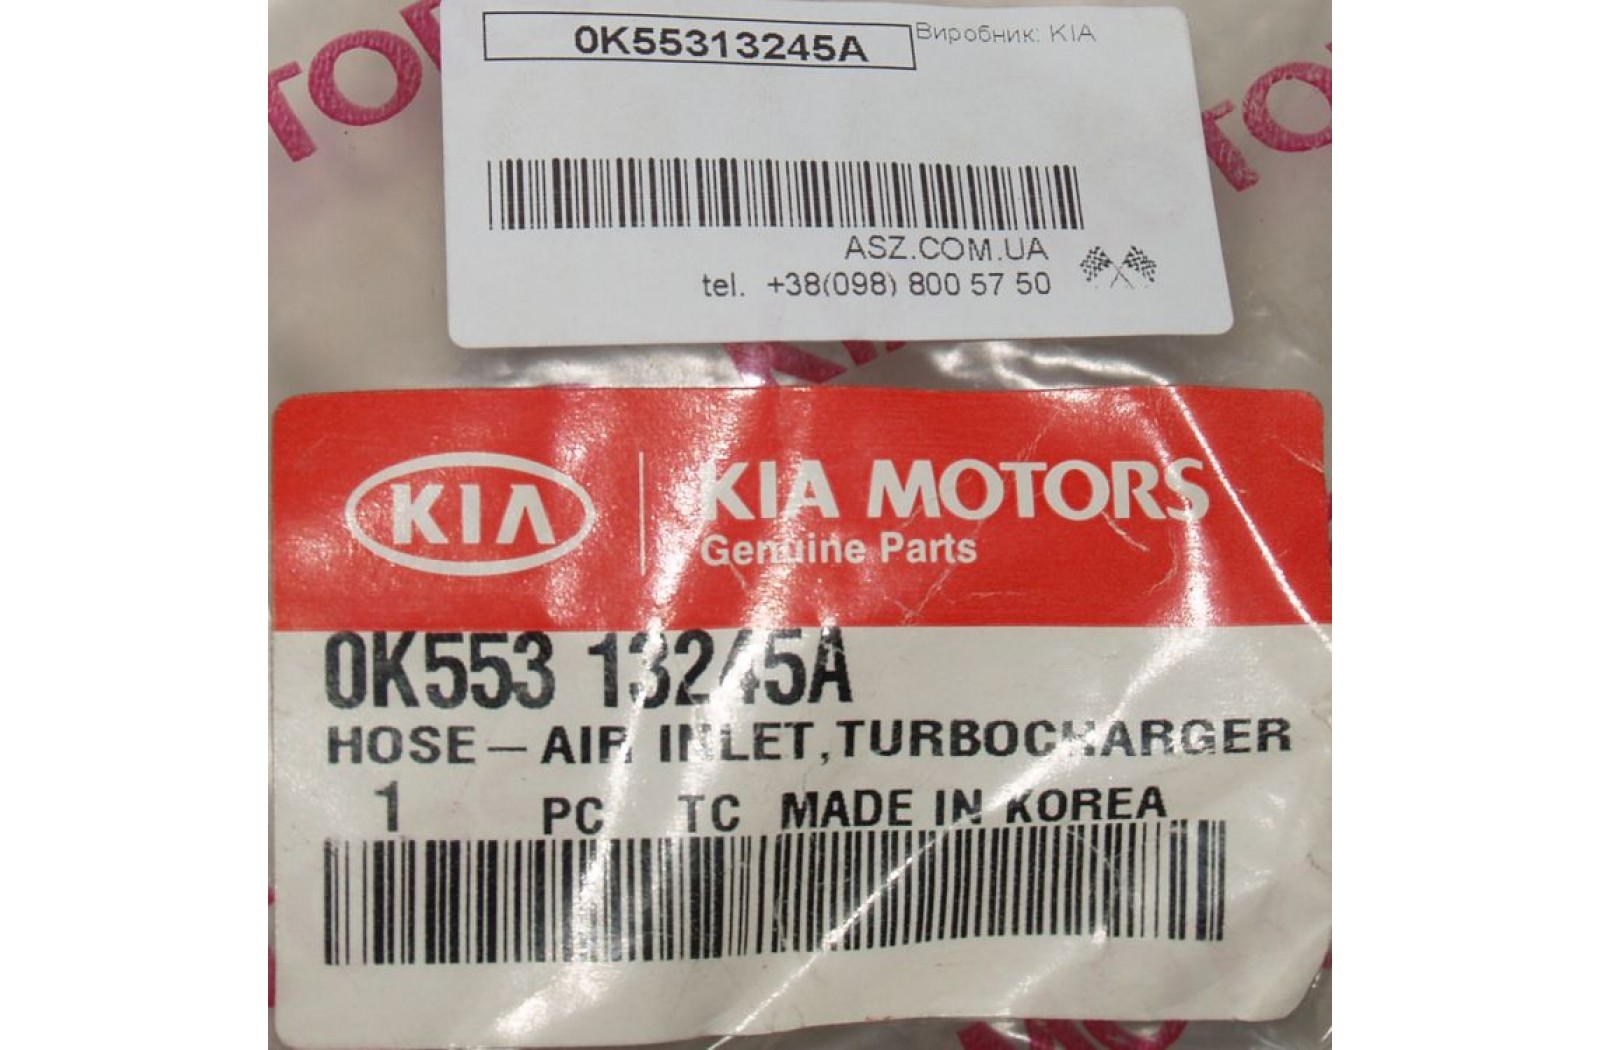 0K55313245A
Виробник: KIA
ASZ.COM.UA
tel. +38(098) 800 57 50
KIA
KIA MOTORS
Genuine Parts
0K553 13245A
HOSE-AIR INLET,TURBOCHARGER
1 PC TC MADE IN KOREA